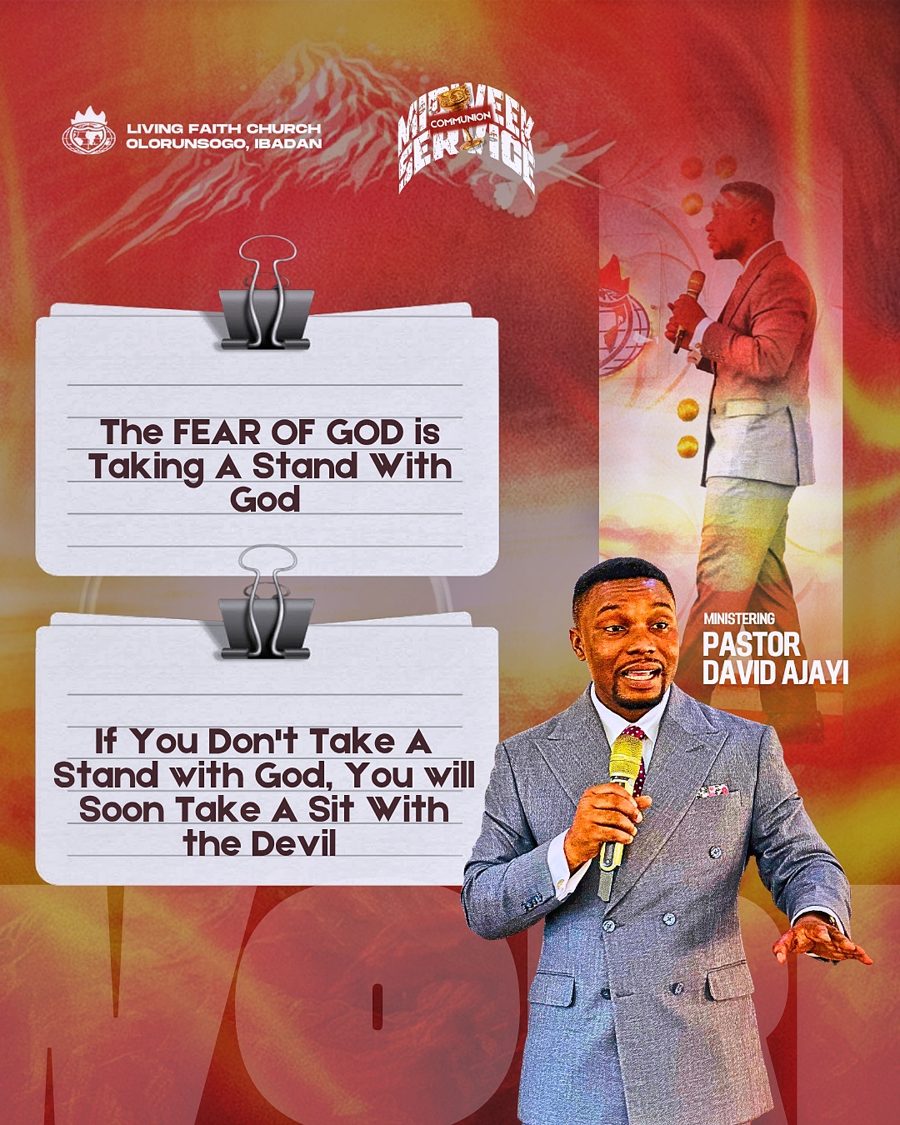 LIVING FAITH CHURCH
OLORUNSOGO, IBADAN
MIDWEEK
COMMUNION
SERVICE
The FEAR OF GOD is
Taking A Stand With
God
If You Don't Take A
Stand with God, You will
Soon Take A Sit With
the Devil
MINISTERING
PASTOR
DAVID AJAYI